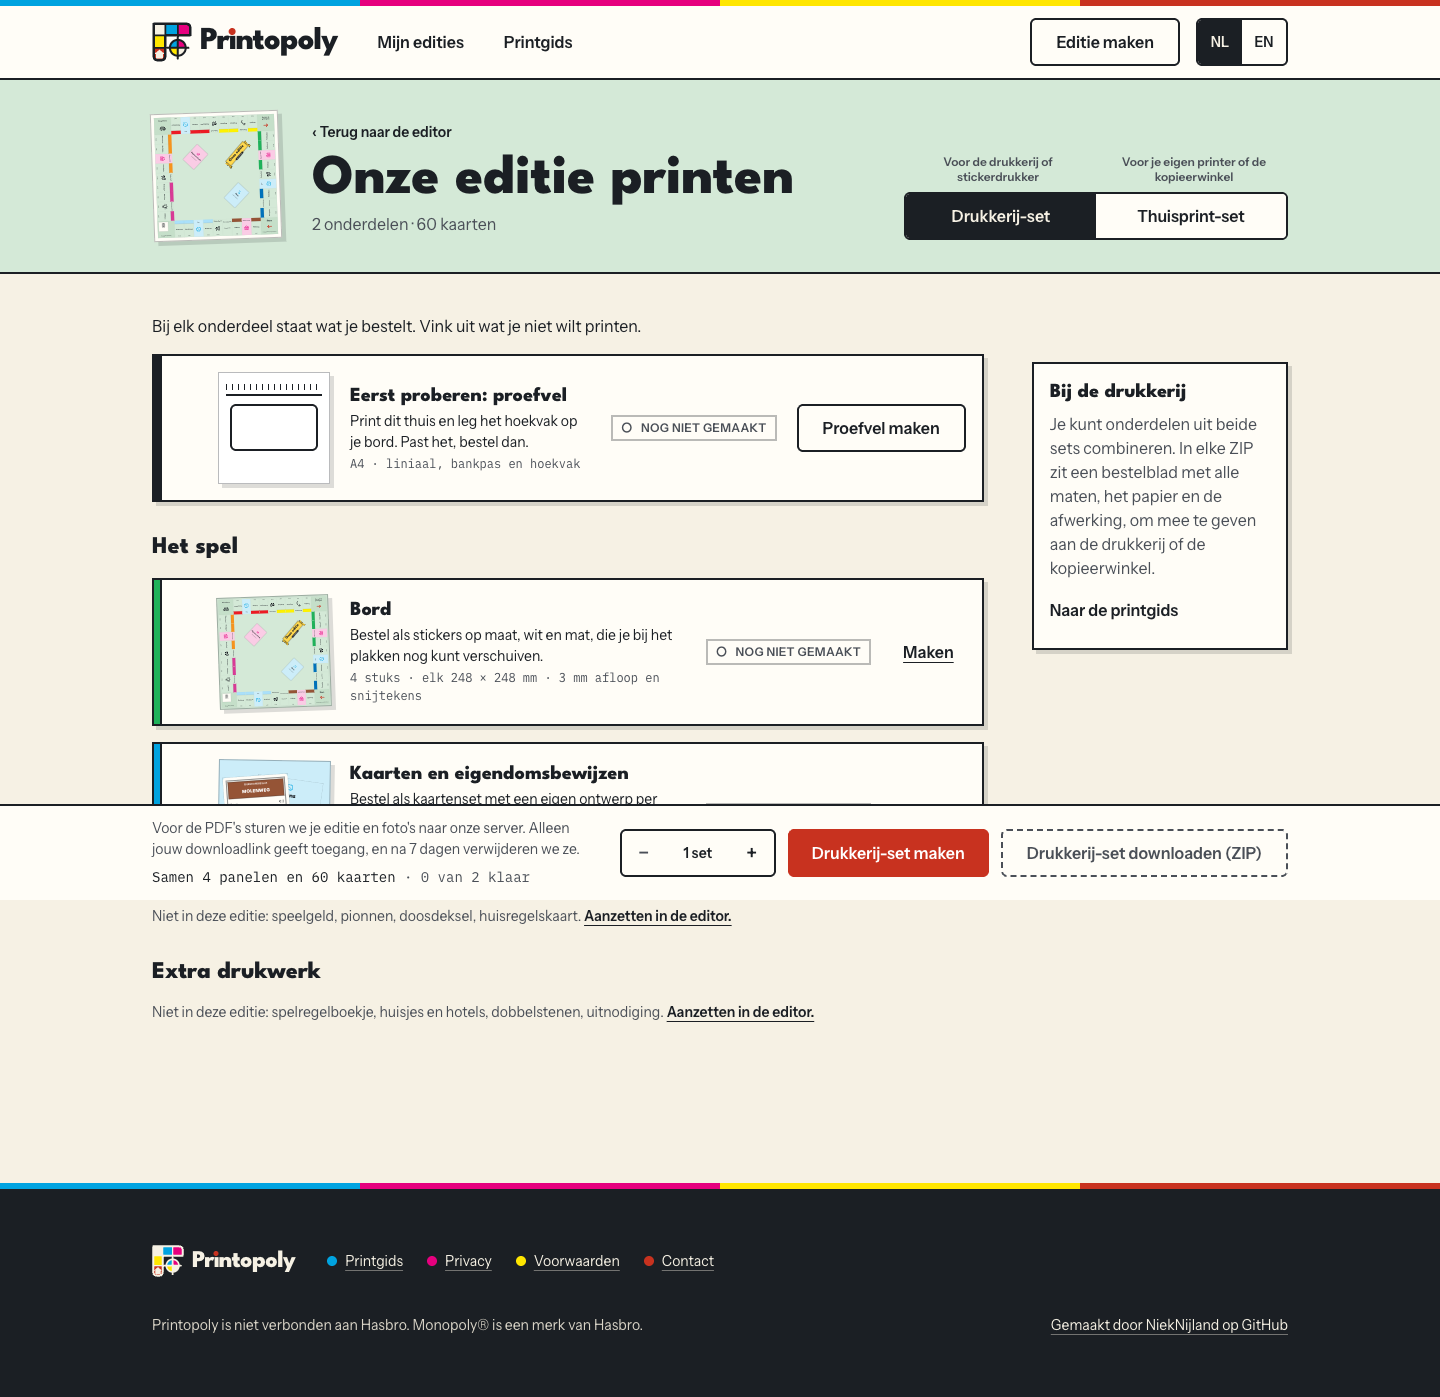 Printopoly
Mijn edities
Printgids
Editie maken
NL
EN
‹ Terug naar de editor
Onze editie printen
2 onderdelen · 60 kaarten
Voor de drukkerij of
stickerdrukker
Voor je eigen printer of de
kopieerwinkel
Drukkerij-set
Thuisprint-set
Bij elk onderdeel staat wat je bestelt. Vink uit wat je niet wilt printen.
Eerst proberen: proefvel
Print dit thuis en leg het hoekvak op
je bord. Past het, bestel dan.
A4 · liniaal, bankpas en hoekvak
NOG NIET GEMAAKT
Proefvel maken
Bij de drukkerij
Je kunt onderdelen uit beide
sets combineren. In elke ZIP
zit een bestelblad met alle
maten, het papier en de
afwerking, om mee te geven
aan de drukkerij of de
kopieerwinkel.
Naar de printgids
Het spel
Bord
Bestel als stickers op maat, wit en mat, die je bij het
plakken nog kunt verschuiven.
4 stuks · elk 248 × 248 mm · 3 mm afloop en
snijtekens
NOG NIET GEMAAKT
Maken
MOLENWEG
Kaarten en eigendomsbewijzen
Bestel als kaartenset met een eigen ontwerp per
Voor de PDF's sturen we je editie en foto's naar onze server. Alleen
jouw downloadlink geeft toegang, en na 7 dagen verwijderen we ze.
Samen 4 panelen en 60 kaarten · 0 van 2 klaar
− 1 set +
Drukkerij-set maken
Drukkerij-set downloaden (ZIP)
Niet in deze editie: speelgeld, pionnen, doosdeksel, huisregelskaart. Aanzetten in de editor.
Extra drukwerk
Niet in deze editie: spelregelboekje, huisjes en hotels, dobbelstenen, uitnodiging. Aanzetten in de editor.
Printopoly
Printgids
Privacy
Voorwaarden
Contact
Printopoly is niet verbonden aan Hasbro. Monopoly® is een merk van Hasbro.
Gemaakt door NiekNijland op GitHub